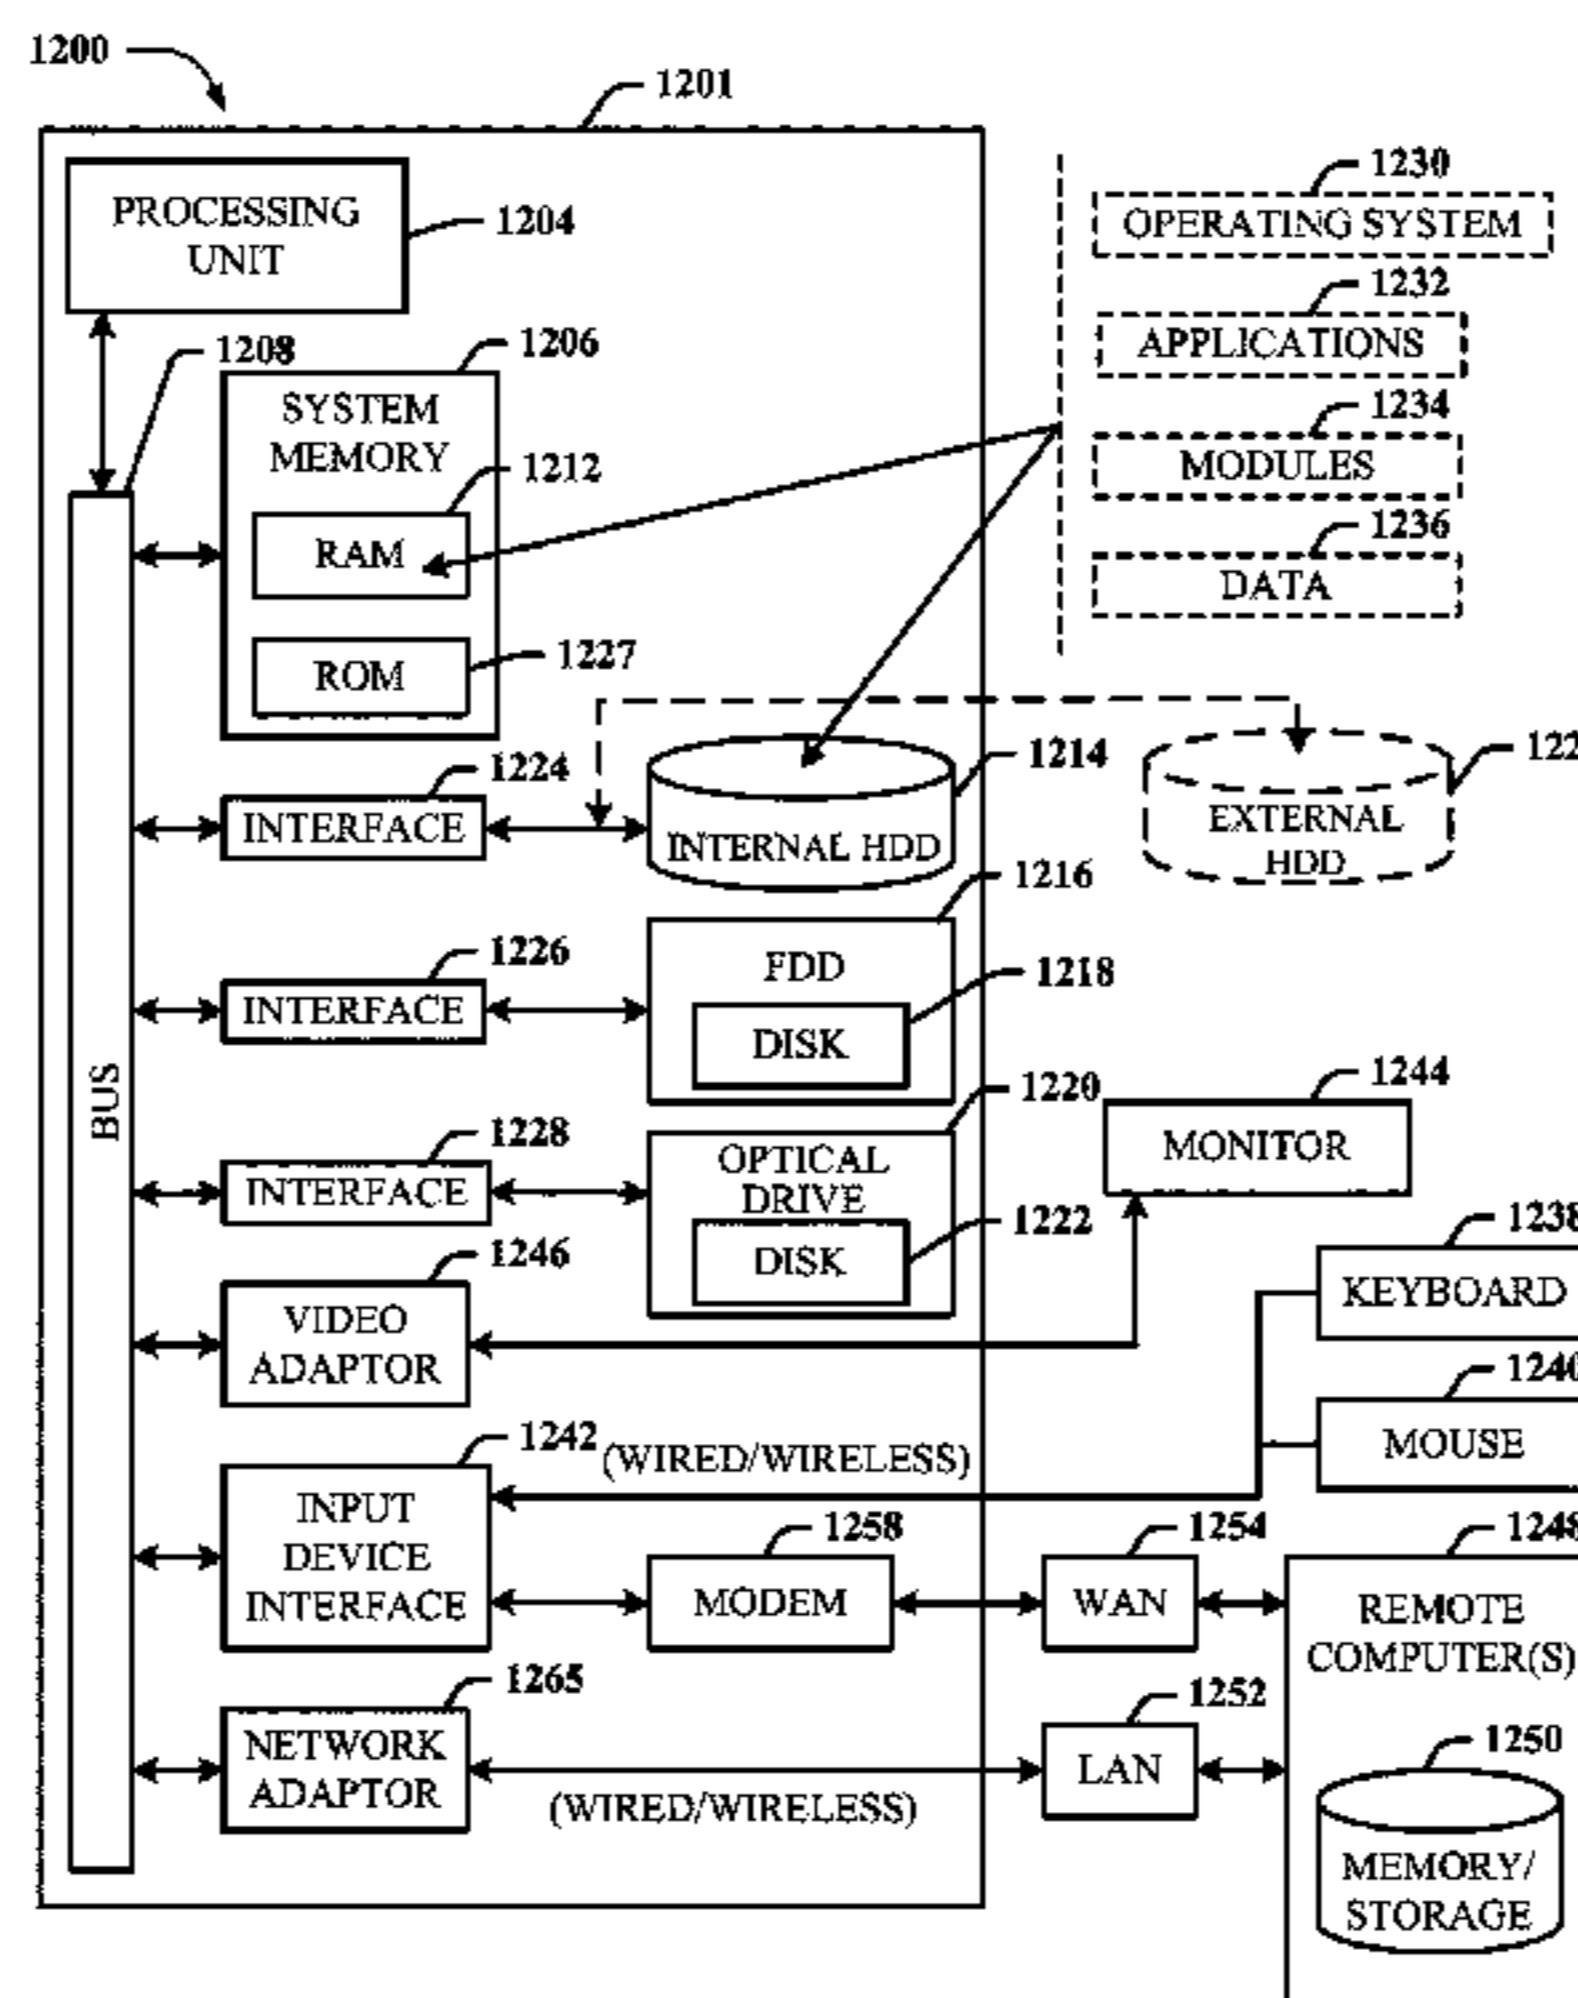 1200
1201
PROCESSING
UNIT
1204
1230
OPERATING SYSTEM
1232
APPLICATIONS
1234
MODULES
1236
DATA
1208
1206
SYSTEM
MEMORY
1212
RAM
ROM
1227
1224
INTERFACE
1214
INTERNAL HDD
EXTERNAL
HDD
1226
INTERFACE
1216
FDD
1218
DISK
BUS
1228
INTERFACE
1220
OPTICAL
DRIVE
1222
DISK
1244
MONITOR
1246
VIDEO
ADAPTOR
1238
KEYBOARD
1240
MOUSE
1242
(WIRED/WIRELESS)
INPUT
DEVICE
INTERFACE
1258
MODEM
1254
WAN
1248
REMOTE
COMPUTER(S)
1265
NETWORK
ADAPTOR
(WIRED/WIRELESS)
1252
LAN
1250
MEMORY/
STORAGE